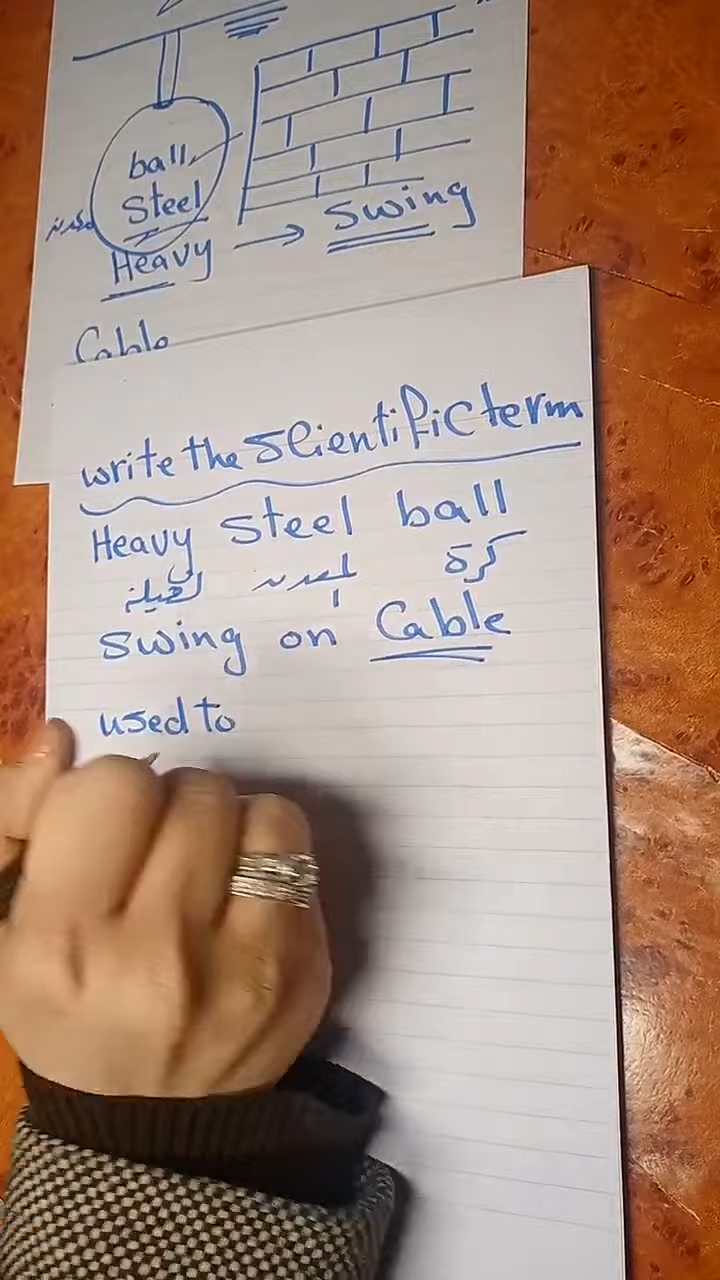 ball
Steel
Heavy → Swing
Cable
write the Scientific term
Heavy Steel ball
كرة
Swing on Cable
used to